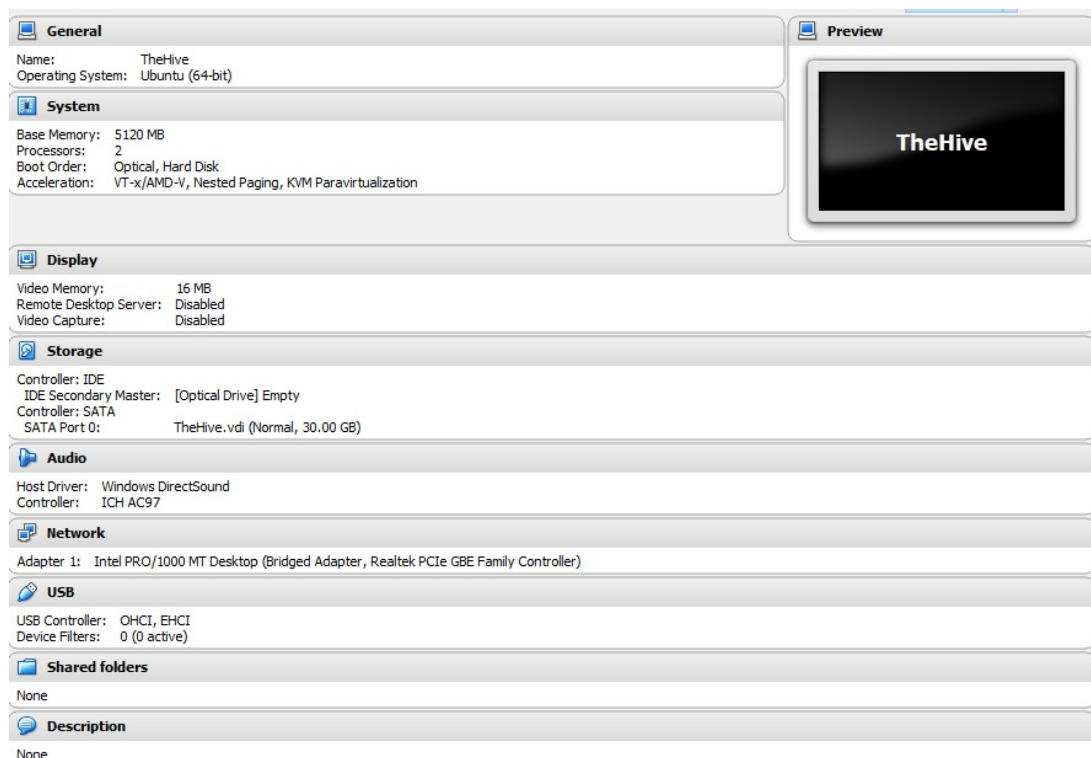 General
Name: TheHive
Operating System: Ubuntu (64-bit)
System
Base Memory: 5120 MB
Processors: 2
Boot Order: Optical, Hard Disk
Acceleration: VT-x/AMD-V, Nested Paging, KVM Paravirtualization
Preview
TheHive
Display
Video Memory: 16 MB
Remote Desktop Server: Disabled
Video Capture: Disabled
Storage
Controller: IDE
IDE Secondary Master: [Optical Drive] Empty
Controller: SATA
SATA Port 0: TheHive.vdi (Normal, 30.00 GB)
Audio
Host Driver: Windows DirectSound
Controller: ICH AC97
Network
Adapter 1: Intel PRO/1000 MT Desktop (Bridged Adapter, Realtek PCIe GBE Family Controller)
USB
USB Controller: OHCI, EHCI
Device Filters: 0 (0 active)
Shared folders
None
Description
None